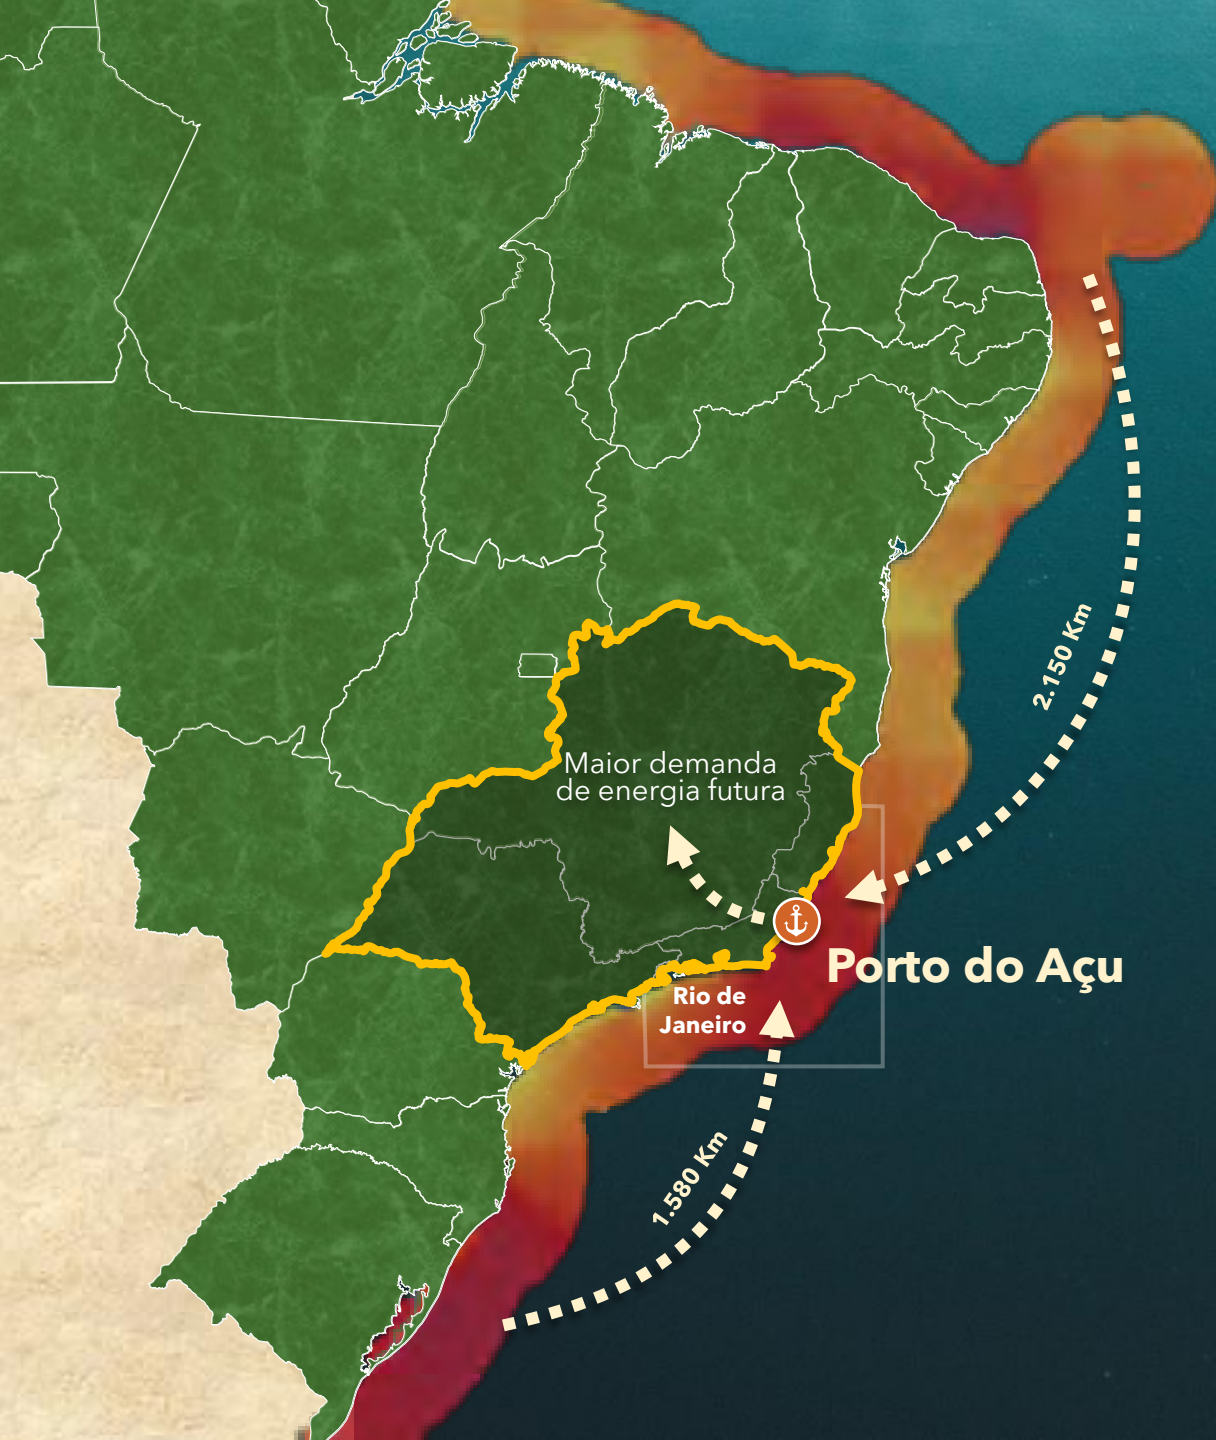 2.150 Km
Maior demanda
de energia futura
Porto do Açu
Rio de
Janeiro
1.580 Km